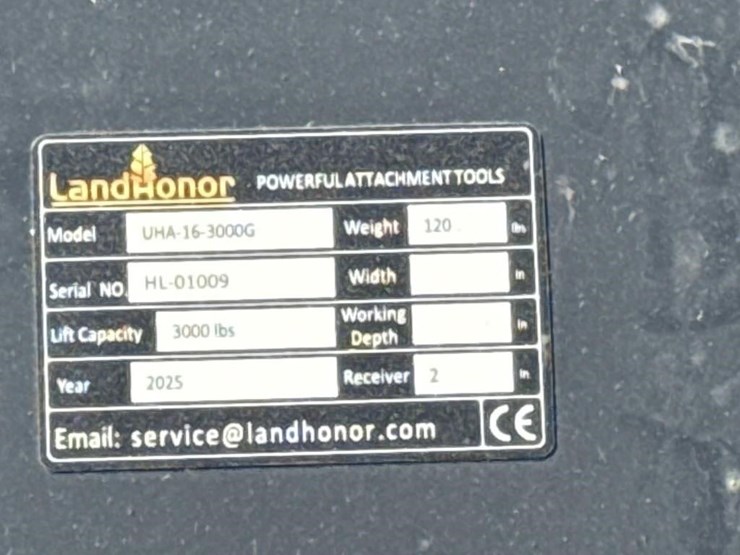 LandHonor POWERFUL ATTACHMENT TOOLS
Model UHA-16-3000G Weight 120 lbs
Serial NO. HL-01009 Width in
Lift Capacity 3000 lbs Working Depth in
Year 2025 Receiver 2 in
Email: service@landhonor.com CE